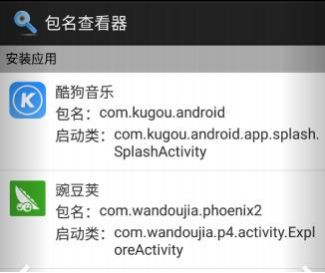 包名查看器
安装应用
酷狗音乐
包名：com.kugou.android
启动类：com.kugou.android.app.splash.
SplashActivity
豌豆荚
包名：com.wandoujia.phoenix2
启动类：com.wandoujia.p4.activity.Expl
oreActivity